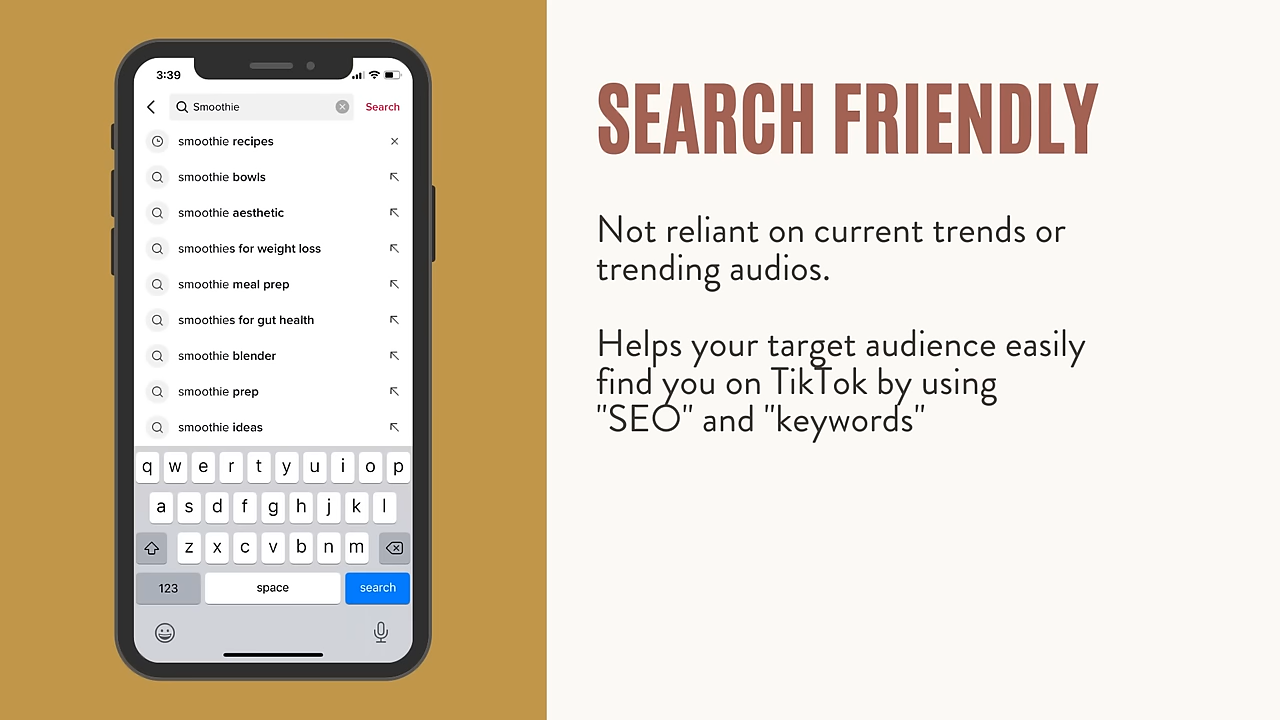 3:39
Smoothie
Search
smoothie recipes
smoothie bowls
smoothie aesthetic
smoothies for weight loss
smoothie meal prep
smoothies for gut health
smoothie blender
smoothie prep
smoothie ideas
q w e r t y u i o p
a s d f g h j k l
z x c v b n m
123 space search
SEARCH FRIENDLY
Not reliant on current trends or
trending audios.
Helps your target audience easily
find you on TikTok by using
"SEO" and "keywords"